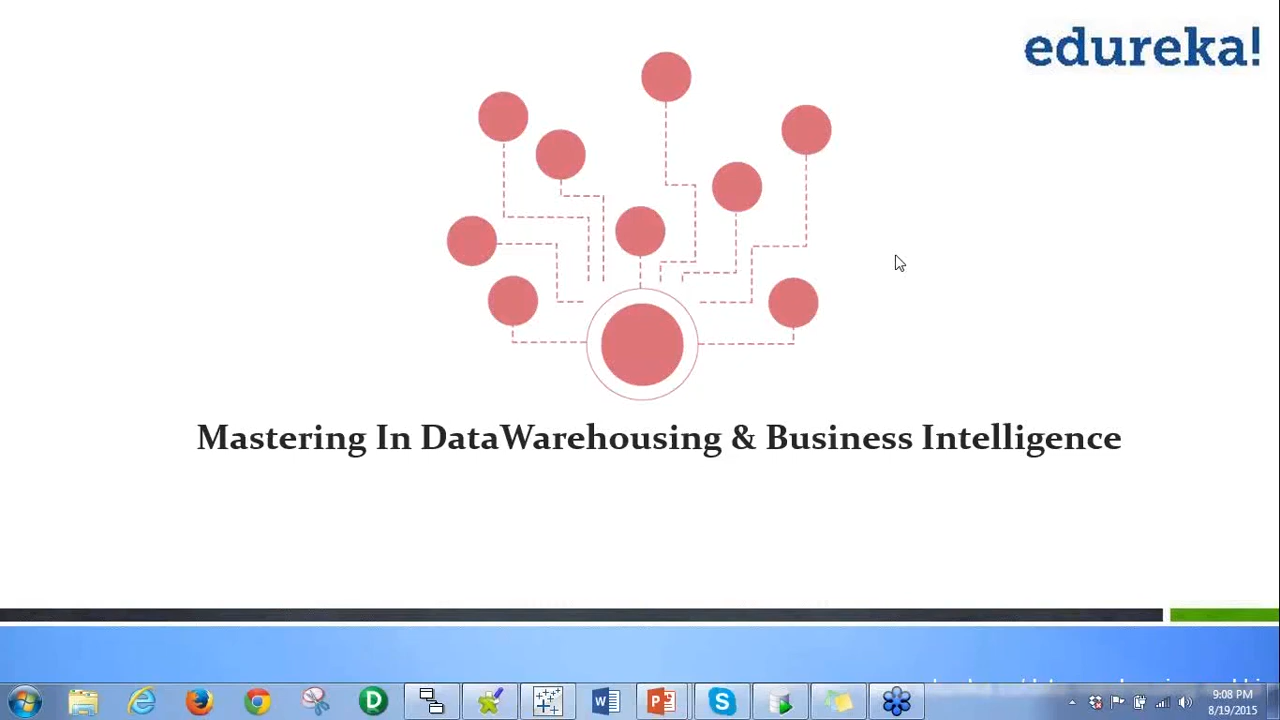 edureka!
Mastering In DataWarehousing & Business Intelligence
9:08 PM
8/19/2015